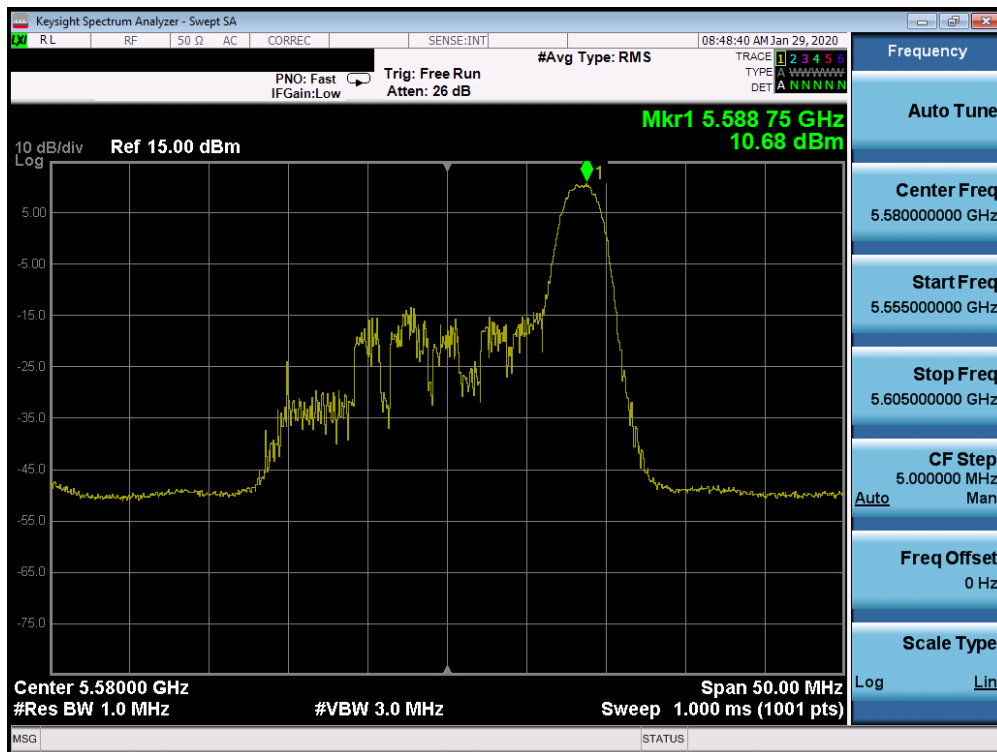 Keysight Spectrum Analyzer - Swept SA
LXI RL RF 50 Ω AC CORREC SENSE:INT 08:48:40 AM Jan 29, 2020
#Avg Type: RMS TRACE 1 2 3 4 5 6
PNO: Fast Trig: Free Run TYPE A WWWWW
IFGain:Low Atten: 26 dB DET A N N N N N
Mkr1 5.588 75 GHz
10.68 dBm
10 dB/div Ref 15.00 dBm
Log
1
5.00
-5.00
-15.0
-25.0
-35.0
-45.0
-55.0
-65.0
-75.0
Center 5.58000 GHz Span 50.00 MHz
#Res BW 1.0 MHz #VBW 3.0 MHz Sweep 1.000 ms (1001 pts)
MSG STATUS
Frequency
Auto Tune
Center Freq
5.580000000 GHz
Start Freq
5.555000000 GHz
Stop Freq
5.605000000 GHz
CF Step
5.000000 MHz
Auto Man
Freq Offset
0 Hz
Scale Type
Log Lin